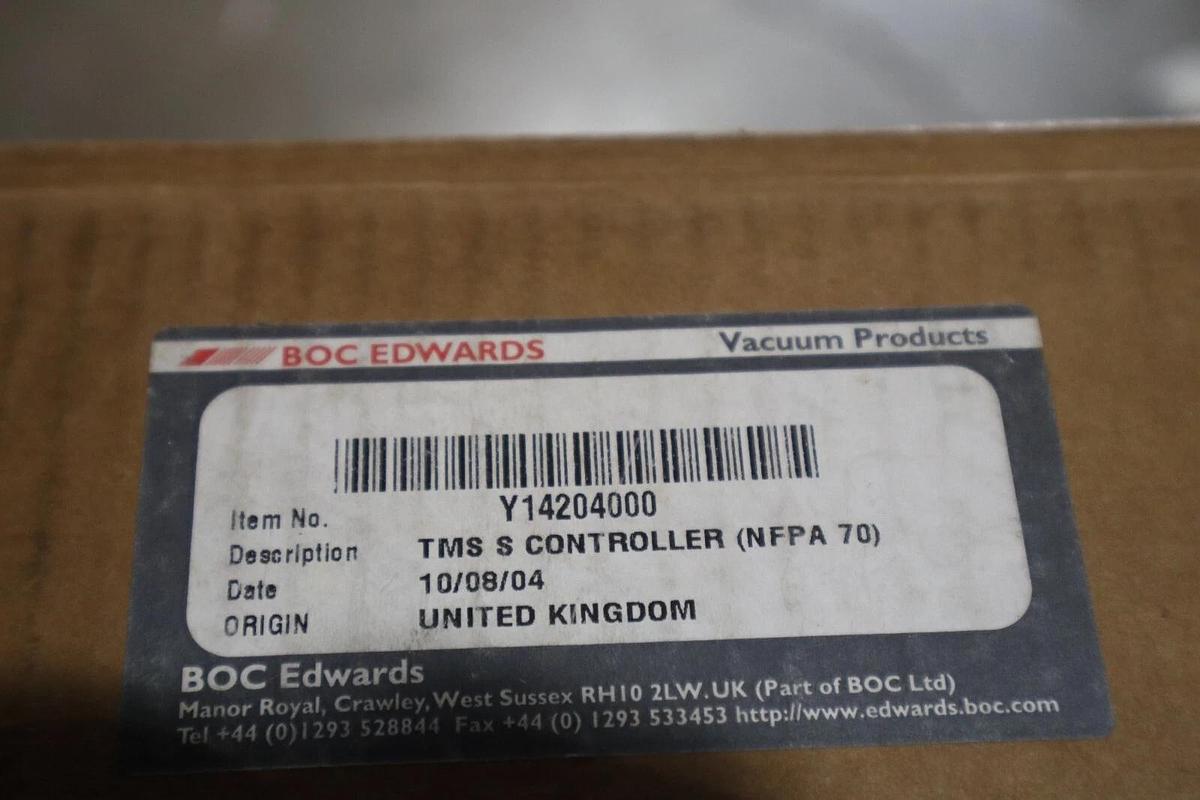 BOC EDWARDS Vacuum Products
Y14204000
Item No.
Description TMS S CONTROLLER (NFPA 70)
Date 10/08/04
ORIGIN UNITED KINGDOM
BOC Edwards
Manor Royal, Crawley, West Sussex RH10 2LW. UK (Part of BOC Ltd)
Tel +44 (0)1293 528844 Fax +44 (0) 1293 533453 http://www.edwards.boc.com